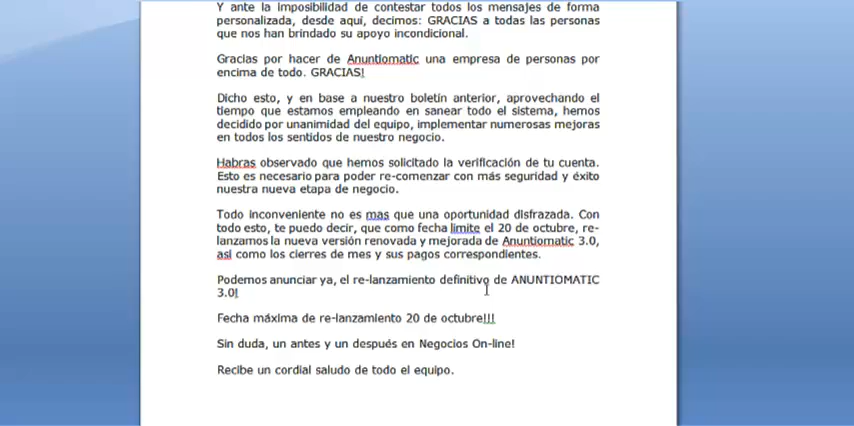 Y ante la imposibilidad de contestar todos los mensajes de forma
personalizada, desde aquí, decimos: GRACIAS a todas las personas
que nos han brindado su apoyo incondicional.
Gracias por hacer de Anuntiomatic una empresa de personas por
encima de todo. GRACIAS!
Dicho esto, y en base a nuestro boletín anterior, aprovechando el
tiempo que estamos empleando en sanear todo el sistema, hemos
decidido por unanimidad del equipo, implementar numerosas mejoras
en todos los sentidos de nuestro negocio.
Habras observado que hemos solicitado la verificación de tu cuenta.
Esto es necesario para poder re-comenzar con más seguridad y éxito
nuestra nueva etapa de negocio.
Todo inconveniente no es mas que una oportunidad disfrazada. Con
todo esto, te puedo decir, que como fecha limite el 20 de octubre, re-
lanzamos la nueva versión renovada y mejorada de Anuntiomatic 3.0,
asi como los cierres de mes y sus pagos correspondientes.
Podemos anunciar ya, el re-lanzamiento definitivo de ANUNTIOMATIC
3.0!
Fecha máxima de re-lanzamiento 20 de octubre!!!
Sin duda, un antes y un después en Negocios On-line!
Recibe un cordial saludo de todo el equipo.